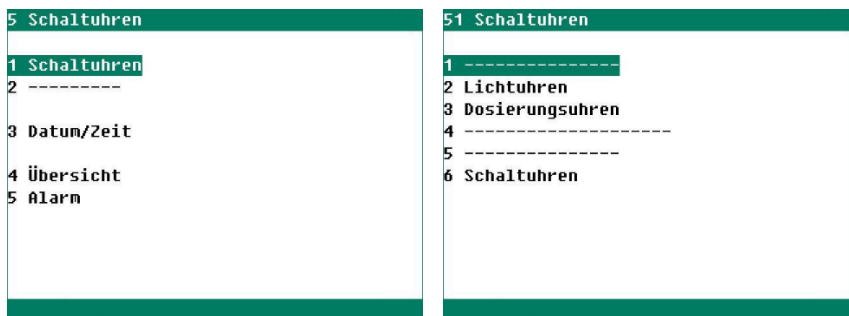 5 Schaltuhren
1 Schaltuhren
2 ---------
3 Datum/Zeit
4 Übersicht
5 Alarm
51 Schaltuhren
1 ---------------
2 Lichtuhren
3 Dosierungsuhren
4 --------------------
5 ---------------
6 Schaltuhren